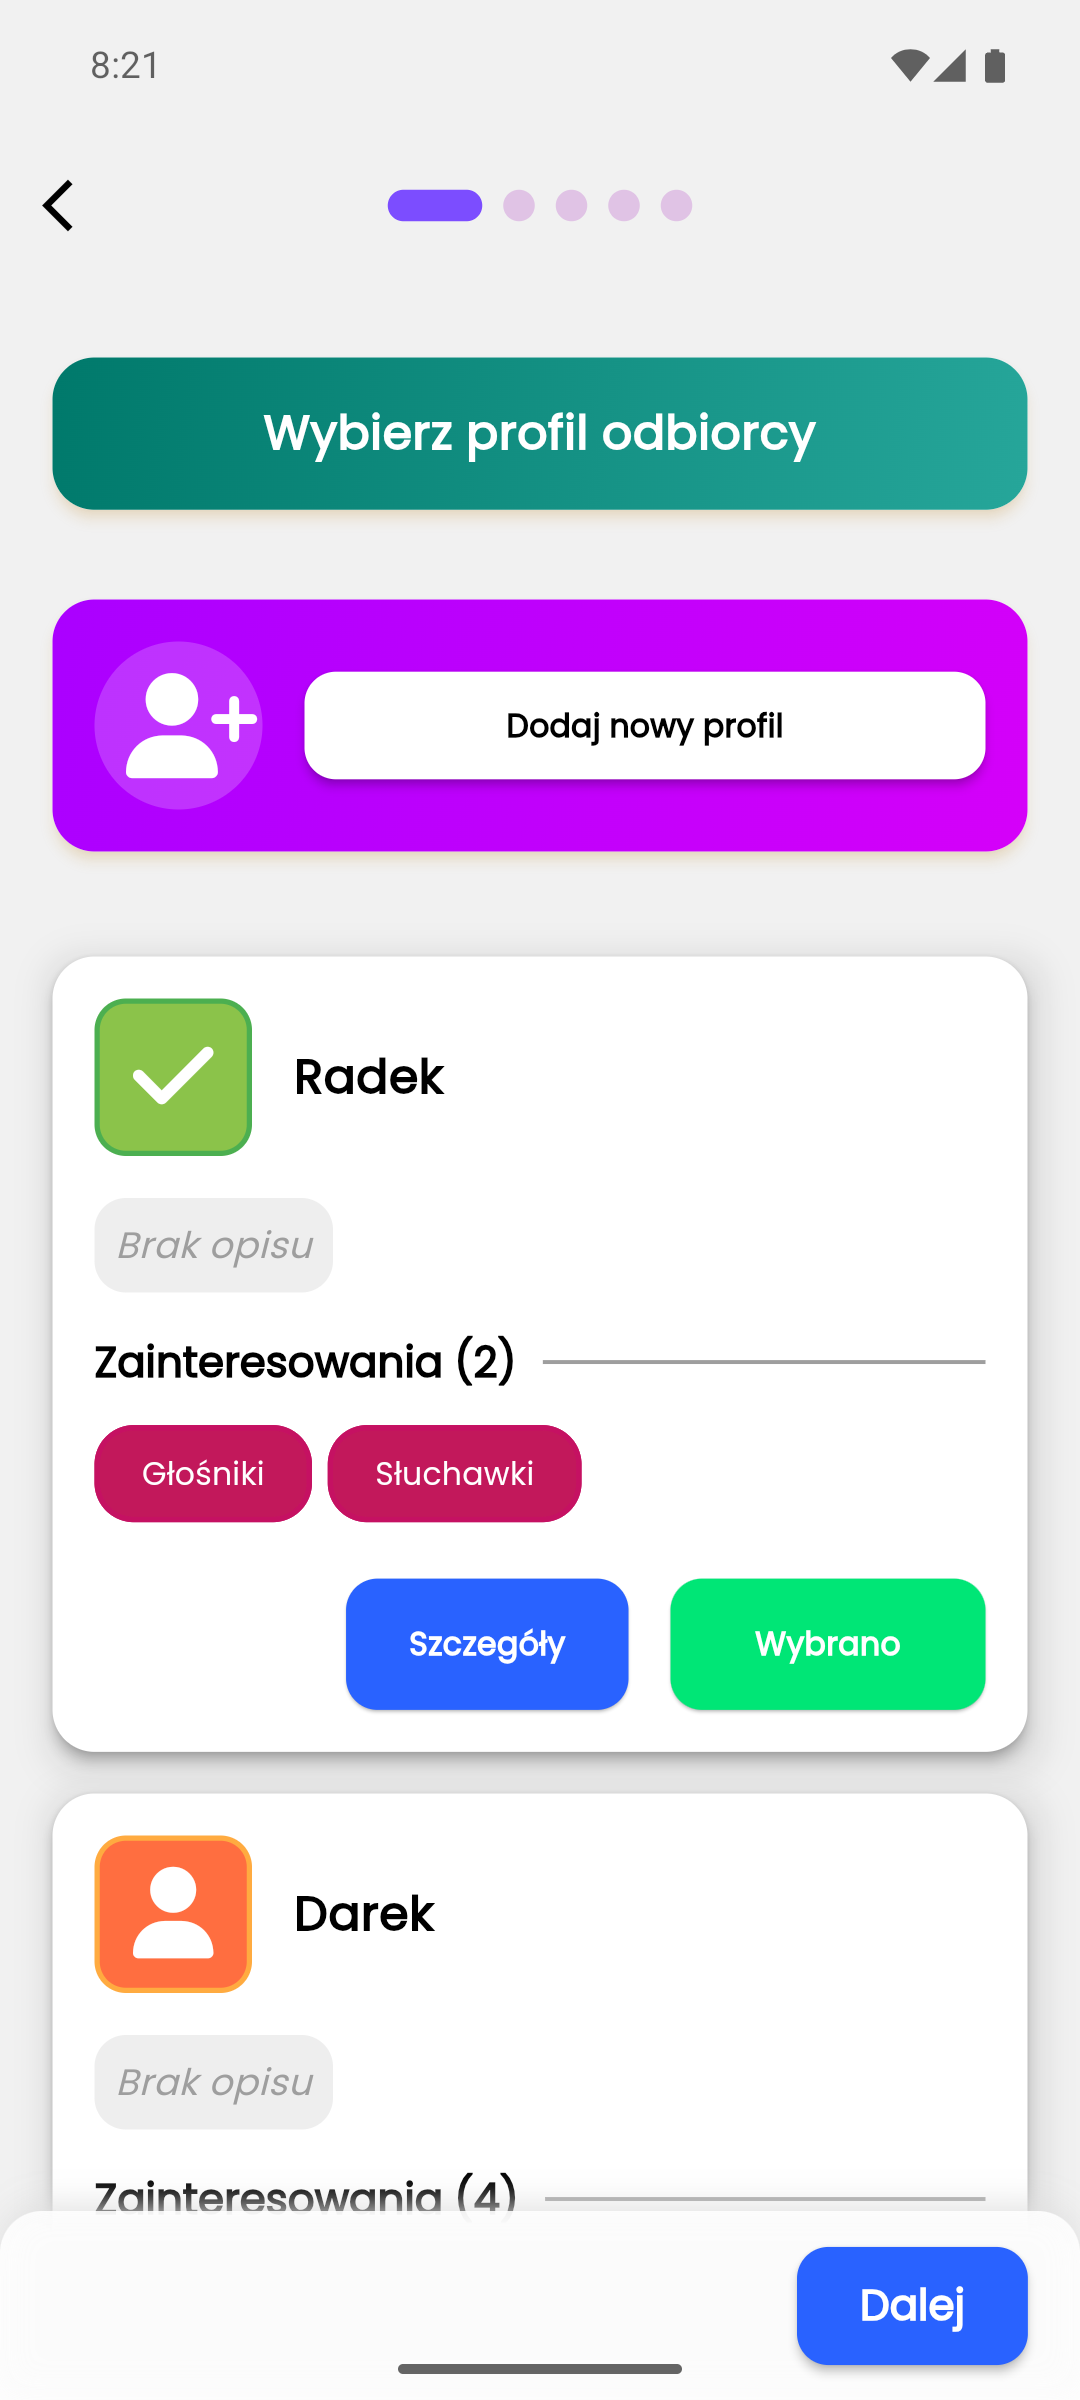 8:21
Wybierz profil odbiorcy
Dodaj nowy profil
Radek
Brak opisu
Zainteresowania (2)
Głośniki Słuchawki
Szczegóły Wybrano
Darek
Brak opisu
Zainteresowania (4)
Dalej